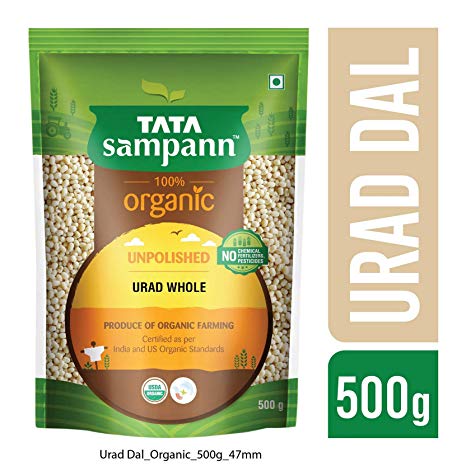 TATA
sampann™
100%
organic
UNPOLISHED
NO CHEMICAL
FERTILIZERS,
PESTICIDES
URAD WHOLE
PRODUCE OF ORGANIC FARMING
Certified as per
India and US Organic Standards
USDA
ORGANIC
500 g
URAD DAL
500g
Urad Dal_Organic_500g_47mm